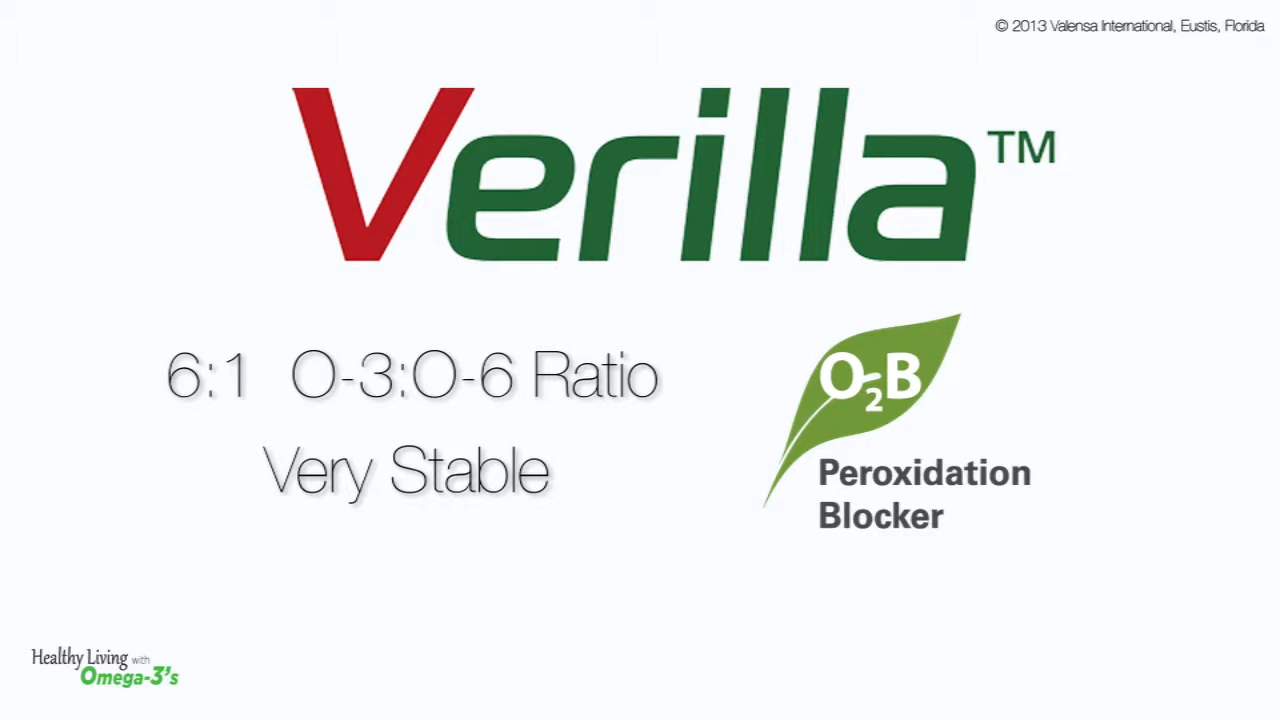 © 2013 Valensa International, Eustis, Florida
Verilla™
6:1 O-3:O-6 Ratio
Very Stable
O2B
Peroxidation
Blocker
Healthy Living with
Omega-3's